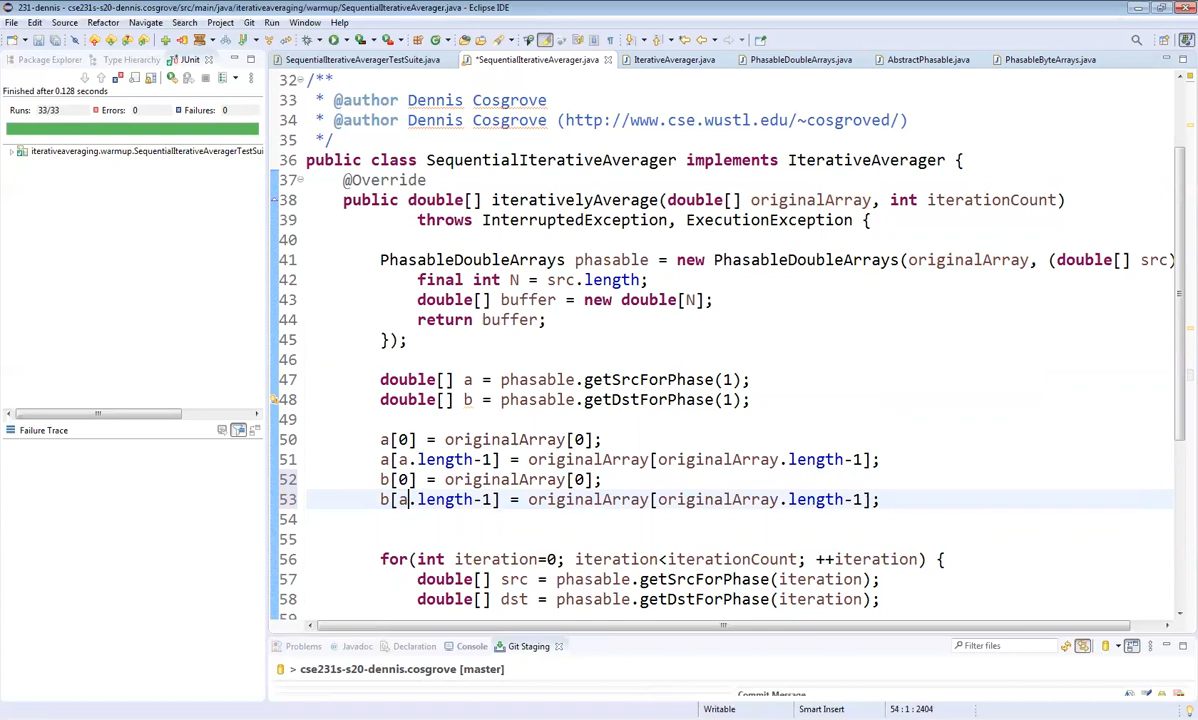 231-dennis - cse231s-s20-dennis.cosgrove/src/main/java/iterativeaveraging/warmup/SequentialIterativeAverager.java - Eclipse IDE
File Edit Source Refactor Navigate Search Project Git Run Window Help
Package Explorer Type Hierarchy JUnit
SequentialIterativeAveragerTestSuite.java *SequentialIterativeAverager.java IterativeAverager.java PhasableDoubleArrays.java AbstractPhasable.java PhasableByteArrays.java
Finished after 0.128 seconds
Runs: 33/33 Errors: 0 Failures: 0
iterativeaveraging.warmup.SequentialIterativeAveragerTestSui
Failure Trace
32 /**
33 * @author Dennis Cosgrove
34 * @author Dennis Cosgrove (http://www.cse.wustl.edu/~cosgroved/)
35 */
36 public class SequentialIterativeAverager implements IterativeAverager {
37 @Override
38 public double[] iterativelyAverage(double[] originalArray, int iterationCount)
39 throws InterruptedException, ExecutionException {
40
41 PhasableDoubleArrays phasable = new PhasableDoubleArrays(originalArray, (double[] src)
42 final int N = src.length;
43 double[] buffer = new double[N];
44 return buffer;
45 });
46
47 double[] a = phasable.getSrcForPhase(1);
48 double[] b = phasable.getDstForPhase(1);
49
50 a[0] = originalArray[0];
51 a[a.length-1] = originalArray[originalArray.length-1];
52 b[0] = originalArray[0];
53 b[a.length-1] = originalArray[originalArray.length-1];
54
55
56 for(int iteration=0; iteration<iterationCount; ++iteration) {
57 double[] src = phasable.getSrcForPhase(iteration);
58 double[] dst = phasable.getDstForPhase(iteration);
59
Problems Javadoc Declaration Console Git Staging
Filter files
> cse231s-s20-dennis.cosgrove [master]
Commit Message
Writable Smart Insert 54 : 1 : 2404